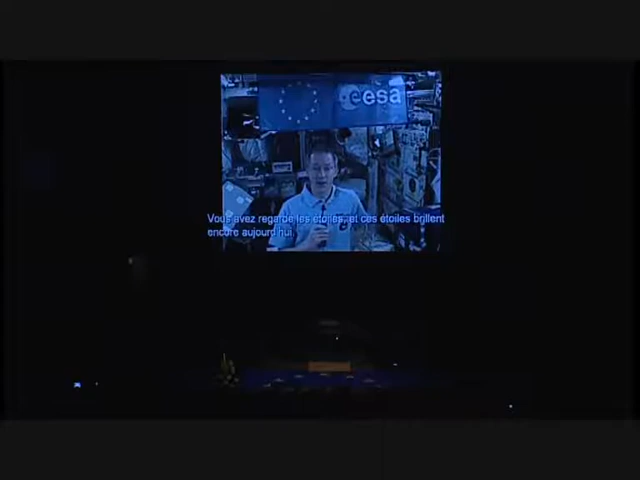 esa
Vous avez regardé les étoiles, et ces étoiles brillent
encore aujourd'hui